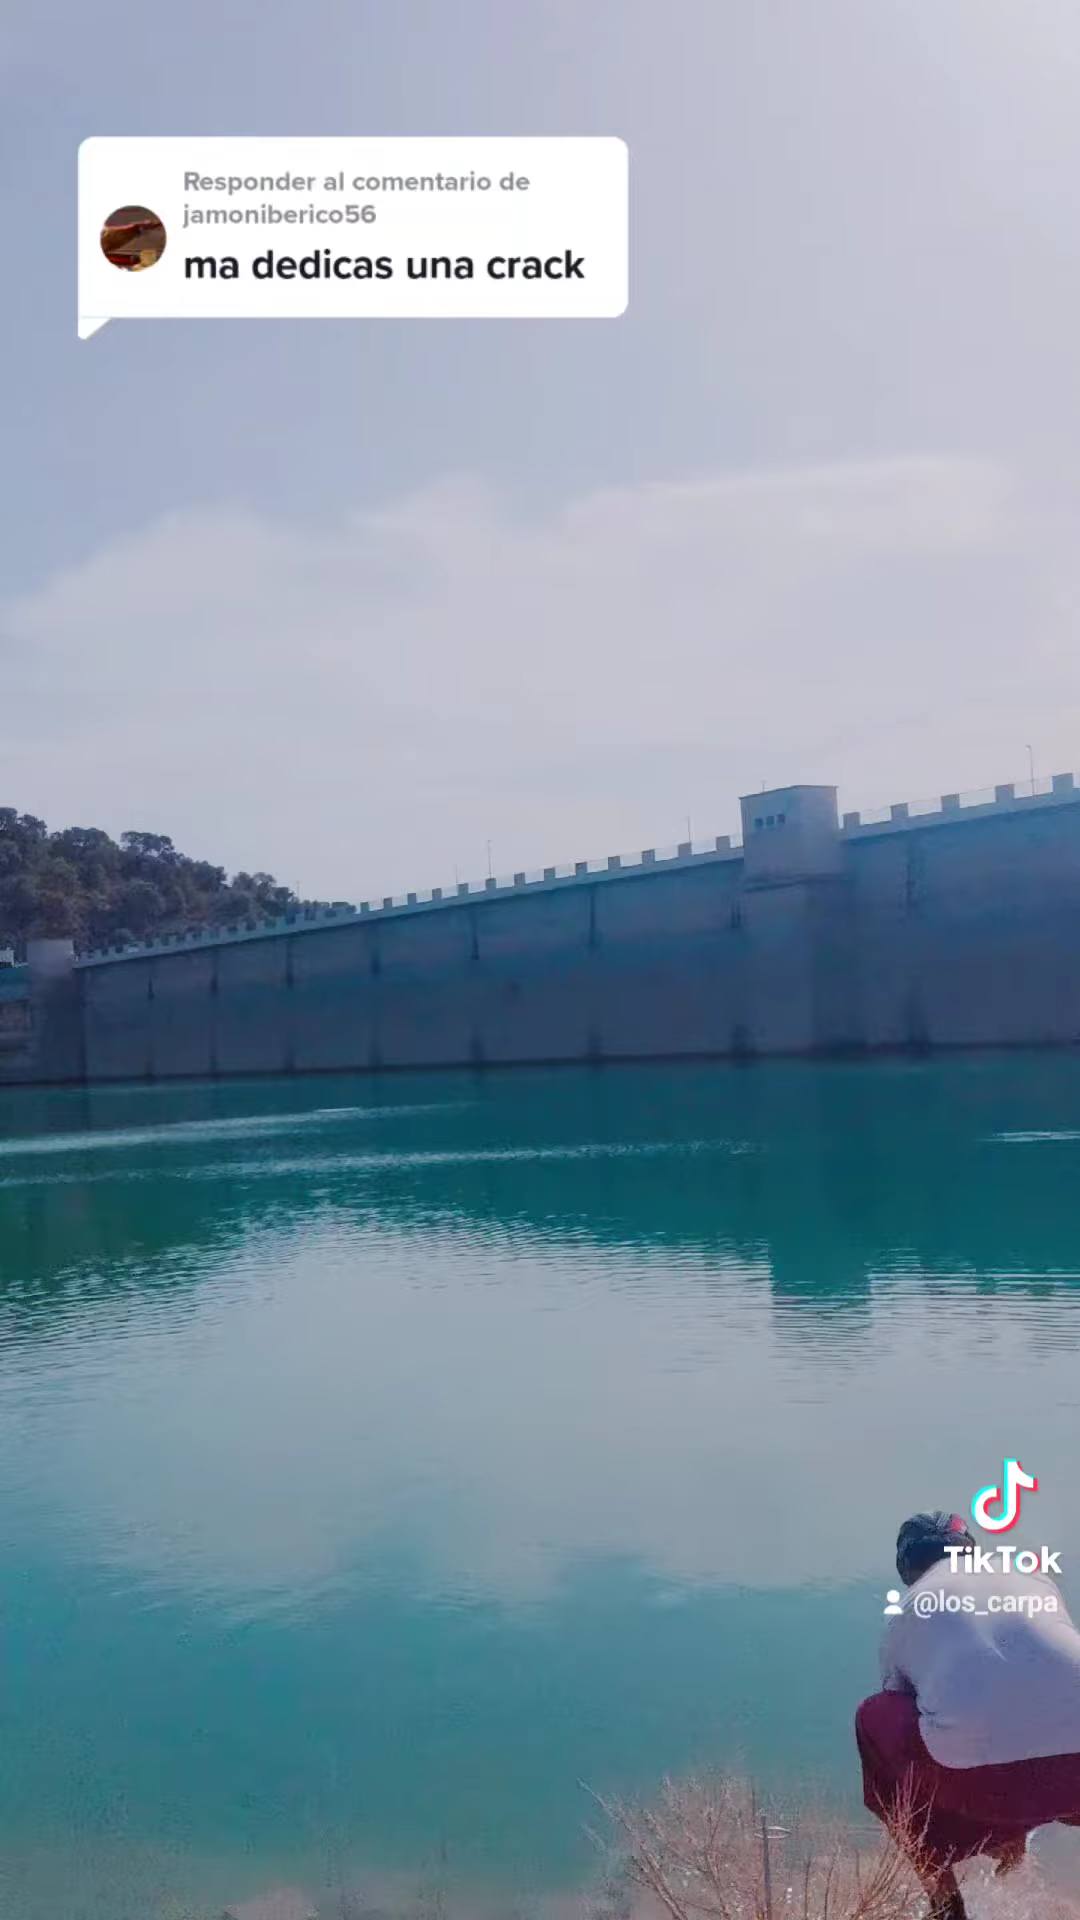 Responder al comentario de
jamoniberico56
ma dedicas una crack
TikTok
@los_carpa